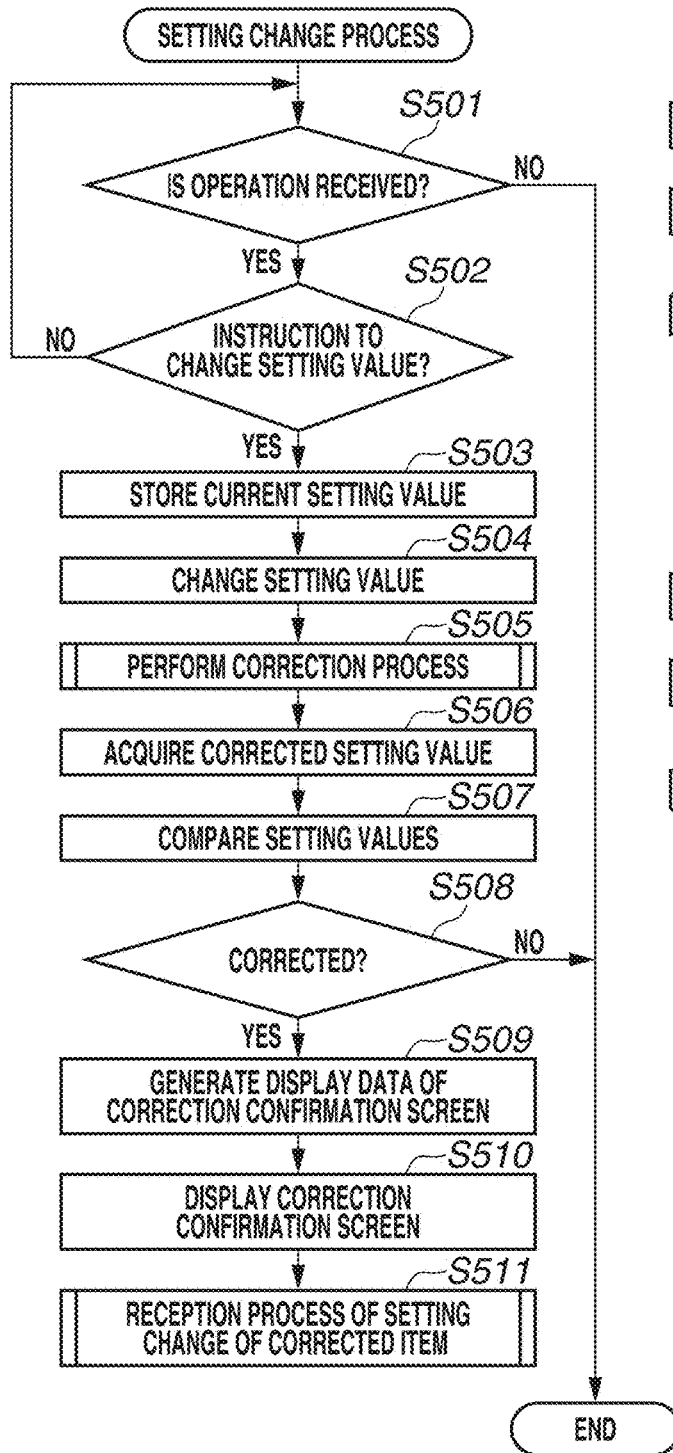 SETTING CHANGE PROCESS
S501
IS OPERATION RECEIVED?
NO
YES
S502
INSTRUCTION TO
CHANGE SETTING VALUE?
NO
YES
S503
STORE CURRENT SETTING VALUE
S504
CHANGE SETTING VALUE
S505
PERFORM CORRECTION PROCESS
S506
ACQUIRE CORRECTED SETTING VALUE
S507
COMPARE SETTING VALUES
S508
CORRECTED?
NO
YES
S509
GENERATE DISPLAY DATA OF
CORRECTION CONFIRMATION SCREEN
S510
DISPLAY CORRECTION
CONFIRMATION SCREEN
S511
RECEPTION PROCESS OF SETTING
CHANGE OF CORRECTED ITEM
END